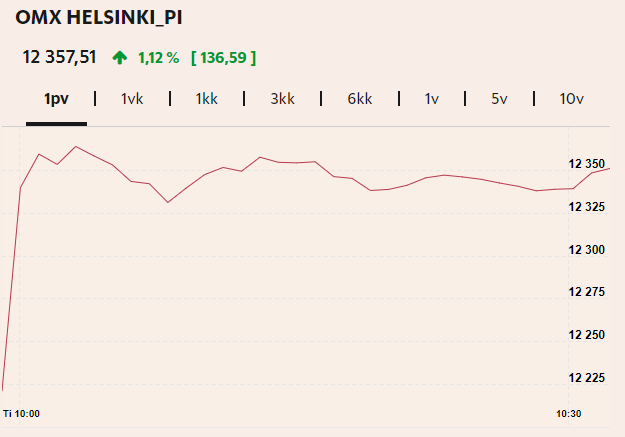 OMX HELSINKI_PI
12 357,51 1,12 % [ 136,59 ]
1pv | 1vk | 1kk | 3kk | 6kk | 1v | 5v | 10v
12 350
12 325
12 300
12 275
12 250
12 225
Ti 10:00 10:30